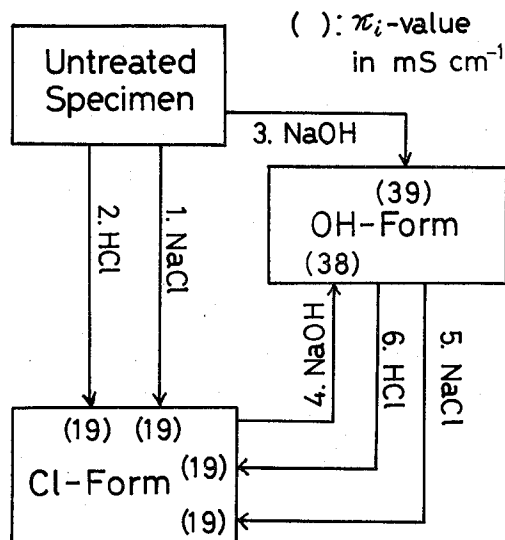 ( ): πᵢ-value
in mS cm⁻¹
Untreated
Specimen
3. NaOH
2. HCl
1. NaCl
(39)
OH-Form
(38)
4. NaOH
6. HCl
5. NaCl
(19) (19)
(19)
Cl-Form
(19)